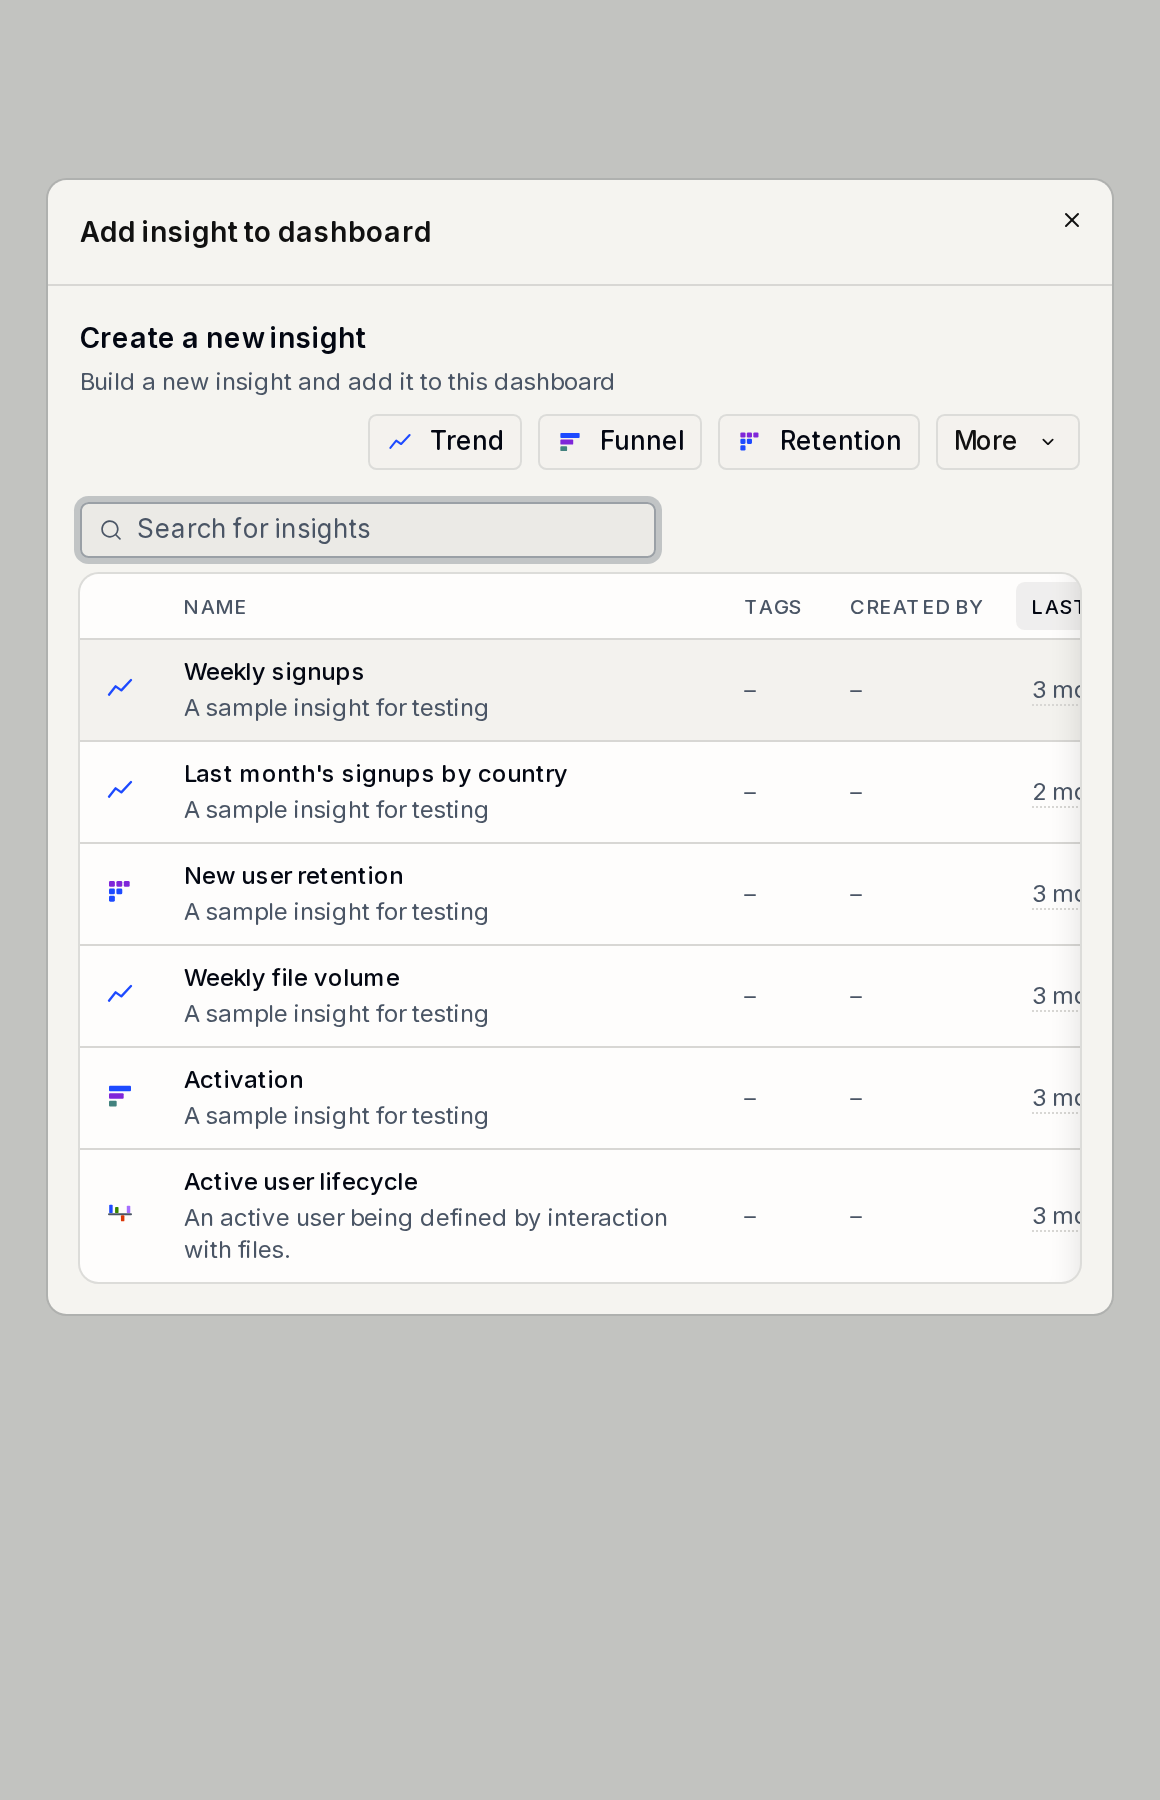 Add insight to dashboard
Create a new insight
Build a new insight and add it to this dashboard
Trend Funnel Retention More
Search for insights
NAME TAGS CREATED BY LAST
Weekly signups
A sample insight for testing
– – 3 mo
Last month's signups by country
A sample insight for testing
– – 2 mo
New user retention
A sample insight for testing
– – 3 mo
Weekly file volume
A sample insight for testing
– – 3 mo
Activation
A sample insight for testing
– – 3 mo
Active user lifecycle
An active user being defined by interaction
with files.
– – 3 mo